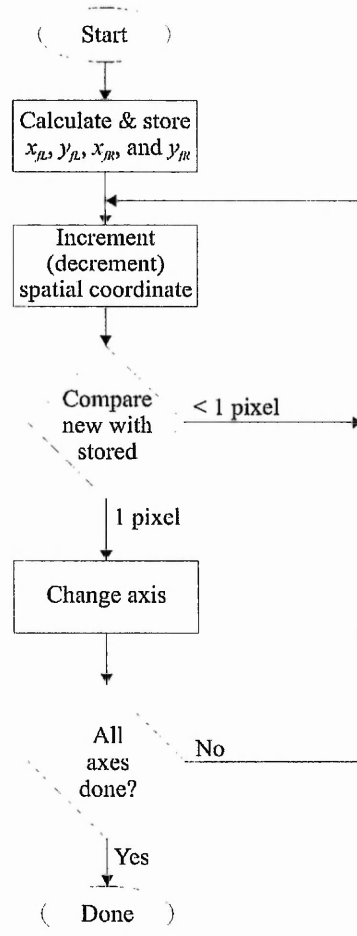 Start
Calculate & store
x_fL, y_fL, x_fR, and y_fR
Increment
(decrement)
spatial coordinate
Compare
new with
stored
< 1 pixel
1 pixel
Change axis
All
axes
done?
No
Yes
Done